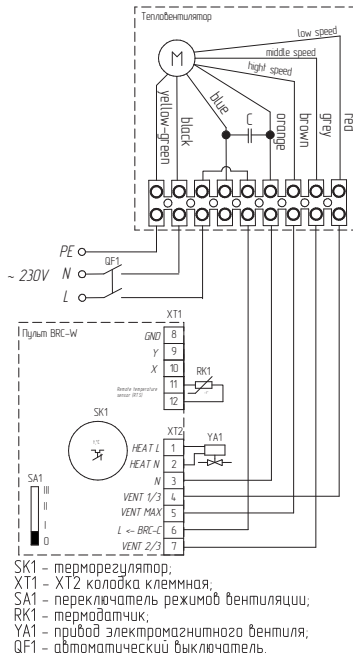 Тепловентилятор
low speed
middle speed
hight speed
M
yellow-green
black
blue
C
orange
brown
grey
red
PE
~ 230V
N
QF1
L
Пульт BRC-W
XT1
GND 8
Y 9
X 10
Remote temperature
sensor (RTS)
11
12
RK1
SK1
t/°C
XT2
HEAT L 1
HEAT N 2
N 3
VENT 1/3 4
VENT MAX 5
L <- BRC-C 6
VENT 2/3 7
YA1
SA1
III
II
I
0
SK1 - терморегулятор;
XT1 - XT2 колодка клеммная;
SA1 - переключатель режимов вентиляции;
RK1 - термодатчик;
YA1 - привод электромагнитного вентиля;
QF1 - автоматический выключатель.